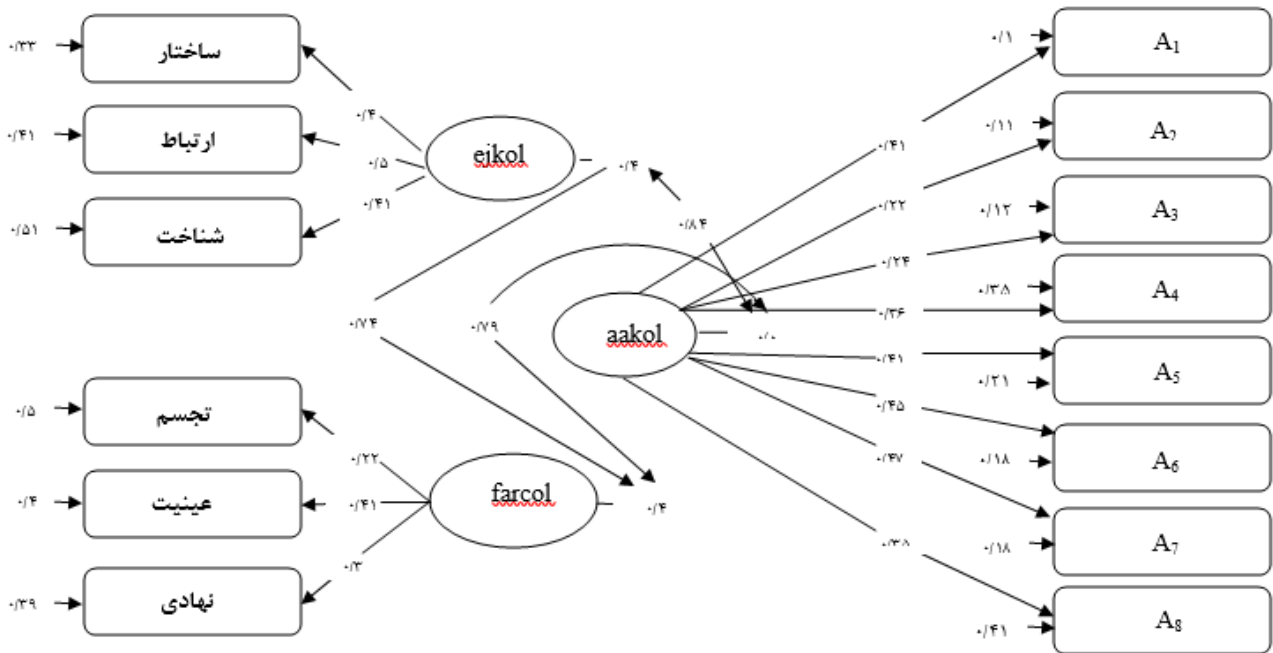 ۰/۳۳
ساختار
۰/۴۱
ارتباط
۰/۵۱
شناخت
۰/۵
تجسم
۰/۴
عینیت
۰/۳۹
نهادی
۰/۴
۰/۵
۰/۴۱
ejkol
۰/۴
۰/۸۴
۰/۷۴
۰/۷۹
aakol
۰/۰
۰/۲۲
۰/۴۱
۰/۳
farcol
۰/۴
۰/۴۱
۰/۲۲
۰/۲۴
۰/۳۶
۰/۴۱
۰/۴۵
۰/۴۷
۰/۳۸
۰/۱
A₁
۰/۱۱
A₂
۰/۱۲
A₃
۰/۳۸
A₄
۰/۲۱
A₅
۰/۱۸
A₆
۰/۱۸
A₇
۰/۴۱
A₈